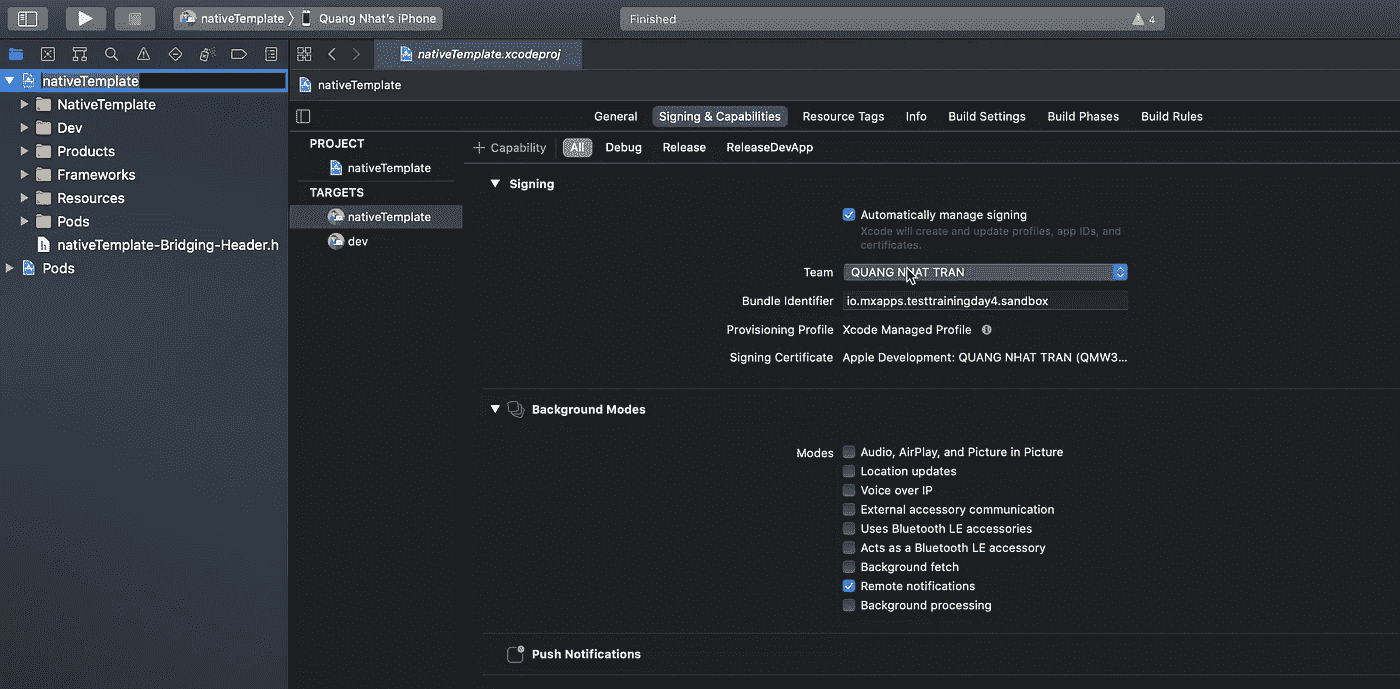 nativeTemplate 〉 Quang Nhat's iPhone
Finished
4
nativeTemplate.xcodeproj
nativeTemplate
NativeTemplate
Dev
Products
Frameworks
Resources
Pods
nativeTemplate-Bridging-Header.h
Pods
nativeTemplate
General Signing & Capabilities Resource Tags Info Build Settings Build Phases Build Rules
PROJECT
nativeTemplate
TARGETS
nativeTemplate
dev
+ Capability All Debug Release ReleaseDevApp
Signing
Automatically manage signing
Xcode will create and update profiles, app IDs, and
certificates.
Team QUANG NHAT TRAN
Bundle Identifier io.mxapps.testtrainingday4.sandbox
Provisioning Profile Xcode Managed Profile
Signing Certificate Apple Development: QUANG NHAT TRAN (QMW3...
Background Modes
Modes Audio, AirPlay, and Picture in Picture
Location updates
Voice over IP
External accessory communication
Uses Bluetooth LE accessories
Acts as a Bluetooth LE accessory
Background fetch
Remote notifications
Background processing
Push Notifications